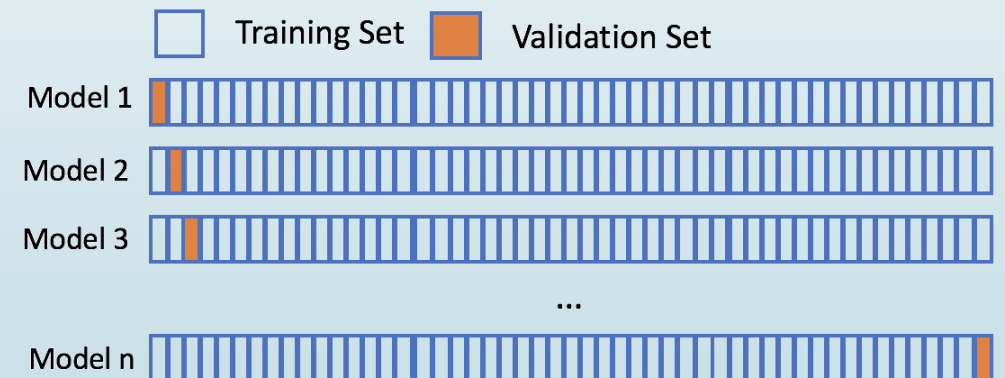 Training Set
Validation Set
Model 1
Model 2
Model 3
...
Model n